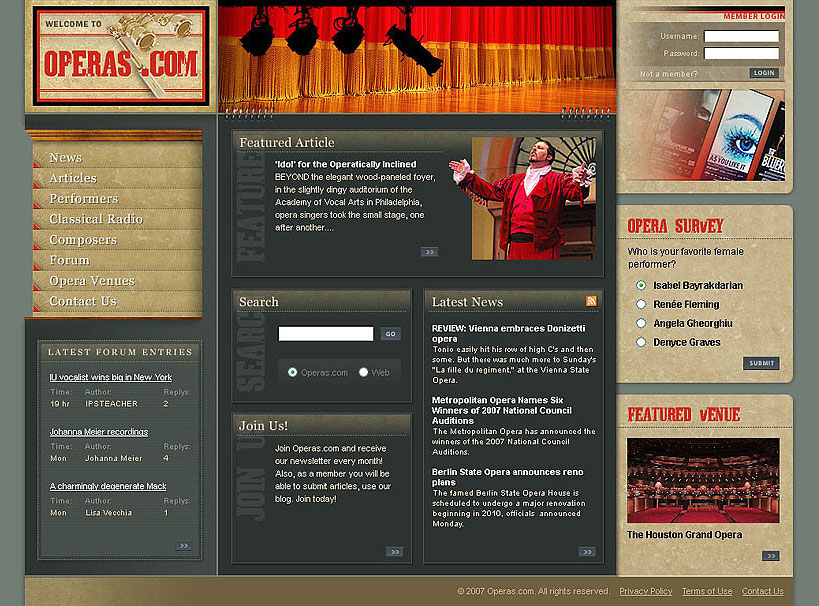 WELCOME TO
OPERAS.COM
MEMBER LOGIN
Username:
Password:
Not a member?
LOGIN
AS YOU LIKE IT
News
Articles
Performers
Classical Radio
Composers
Forum
Opera Venues
Contact Us
LATEST FORUM ENTRIES
IU vocalist wins big in New York
Time: Author: Replys:
19 hr IPSTEACHER 2
Johanna Meier recordings
Time: Author: Replys:
Mon Johanna Meier 4
A charmingly degenerate Mack
Time: Author: Replys:
Mon Lisa Vecchia 1
>>
Featured Article
FEATURE
'Idol' for the Operatically Inclined
BEYOND the elegant wood-paneled foyer,
in the slightly dingy auditorium of the
Academy of Vocal Arts in Philadelphia,
opera singers took the small stage, one
after another....
>>
Search
SEARCH
GO
Operas.com Web
Join Us!
JOIN U
Join Operas.com and receive
our newsletter every month!
Also, as a member you will be
able to submit articles, use our
blog. Join today!
>>
Latest News
REVIEW: Vienna embraces Donizetti
opera
Tonio easily hit his row of high C's and then
some. But there was much more to Sunday's
"La fille du regiment," at the Vienna State
Opera.
Metropolitan Opera Names Six
Winners of 2007 National Council
Auditions
The Metropolitan Opera has announced the
winners of the 2007 National Council
Auditions.
Berlin State Opera announces reno
plans
The famed Berlin State Opera House is
scheduled to undergo a major renovation
beginning in 2010, officials announced
Monday.
>>
OPERA SURVEY
Who is your favorite female
performer?
Isabel Bayrakdarian
Renée Fleming
Angela Gheorghiu
Denyce Graves
SUBMIT
FEATURED VENUE
The Houston Grand Opera
>>
© 2007 Operas.com. All rights reserved. Privacy Policy Terms of Use Contact Us